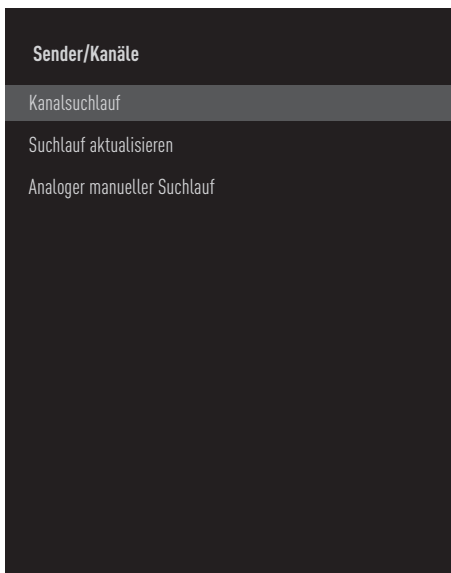 Sender/Kanäle
Kanalsuchlauf
Suchlauf aktualisieren
Analoger manueller Suchlauf